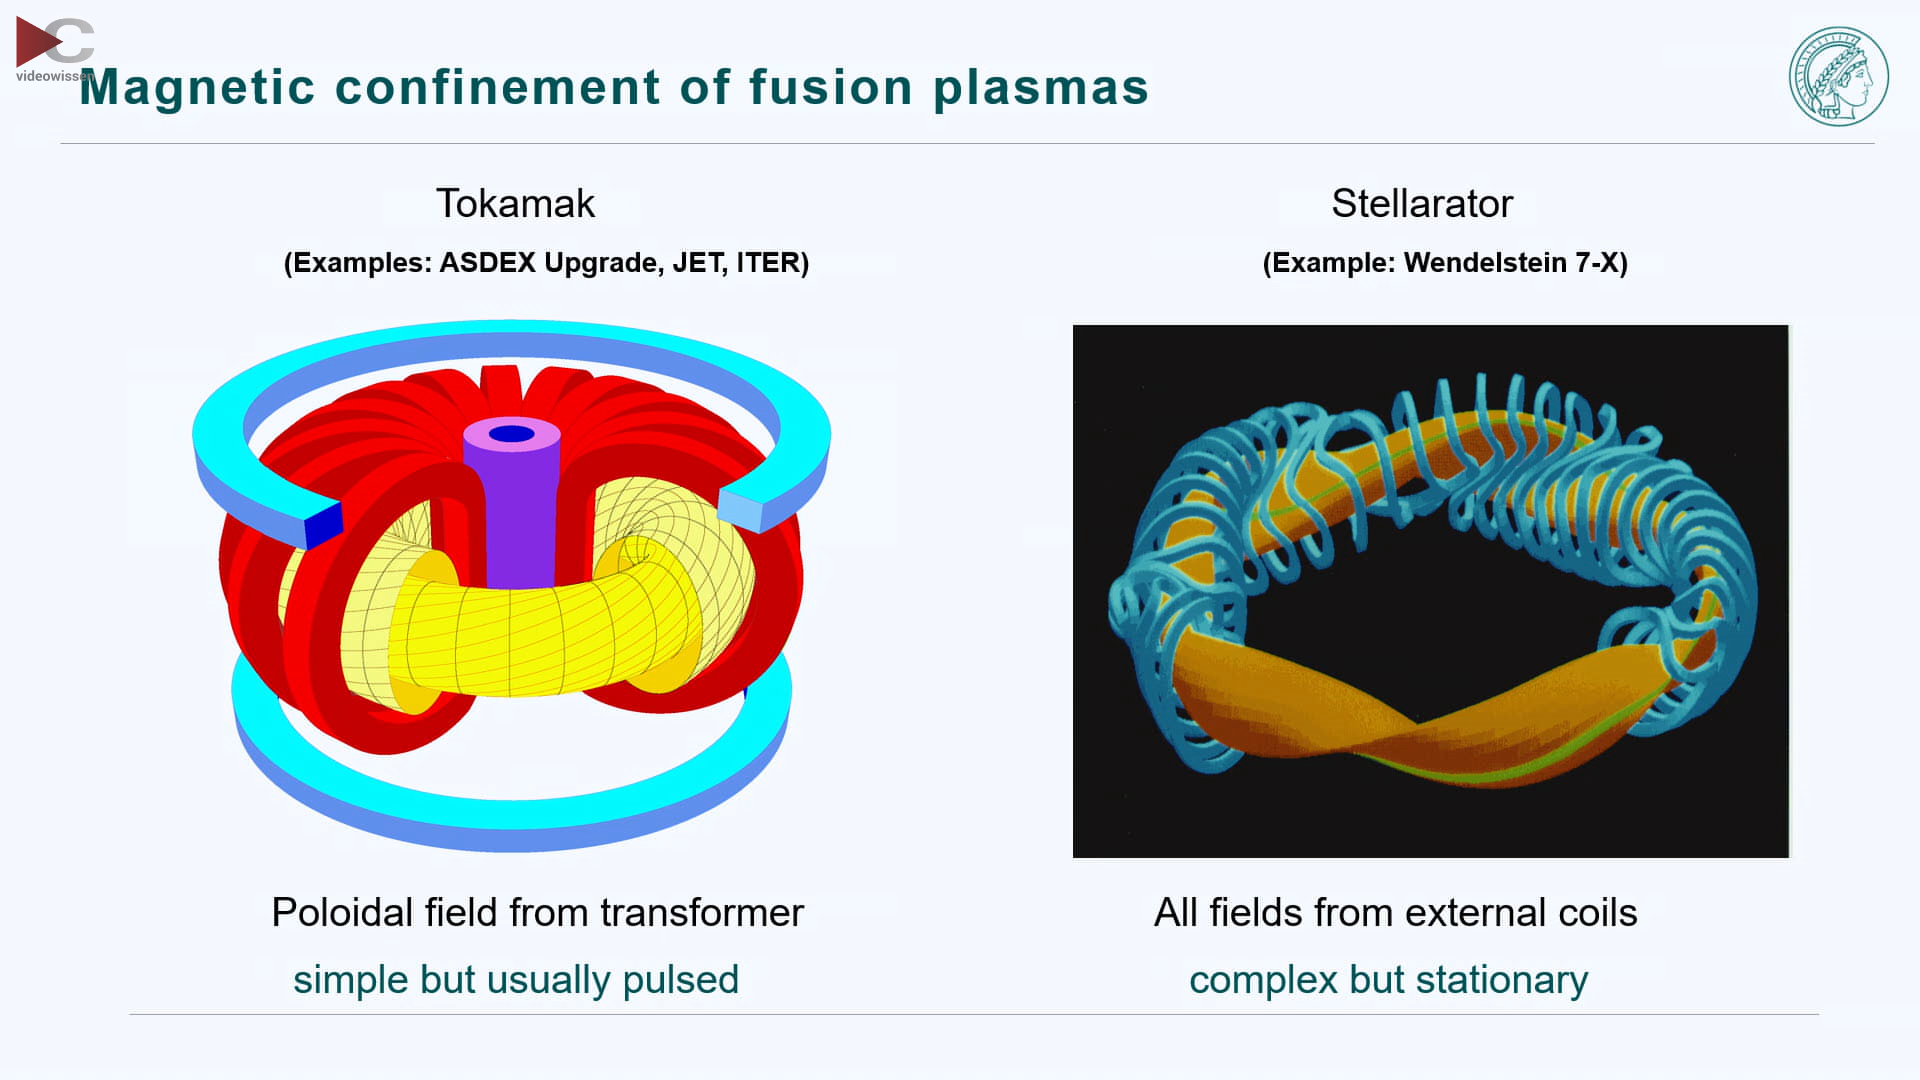 C
videowissen
Magnetic confinement of fusion plasmas
Tokamak
(Examples: ASDEX Upgrade, JET, ITER)
Stellarator
(Example: Wendelstein 7-X)
Poloidal field from transformer
simple but usually pulsed
All fields from external coils
complex but stationary